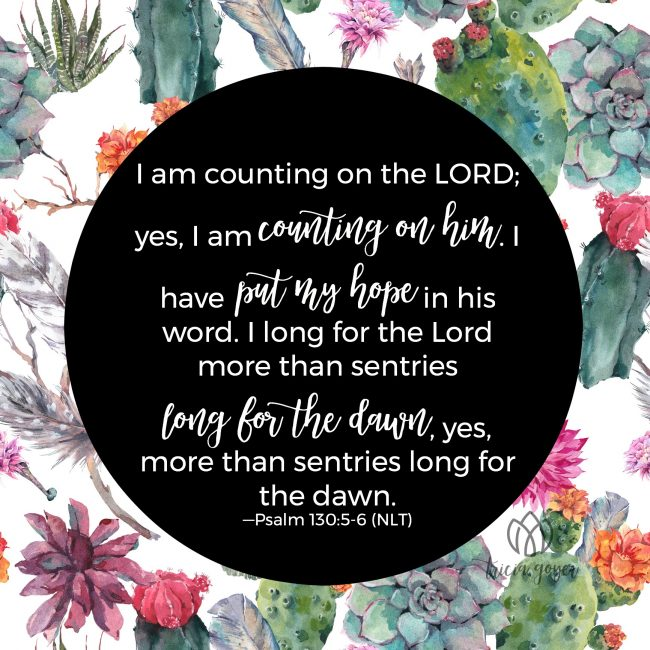 I am counting on the LORD;
yes, I am counting on him. I
have put my hope in his
word. I long for the Lord
more than sentries
long for the dawn, yes,
more than sentries long for
the dawn.
—Psalm 130:5-6 (NLT)
tricia goyer